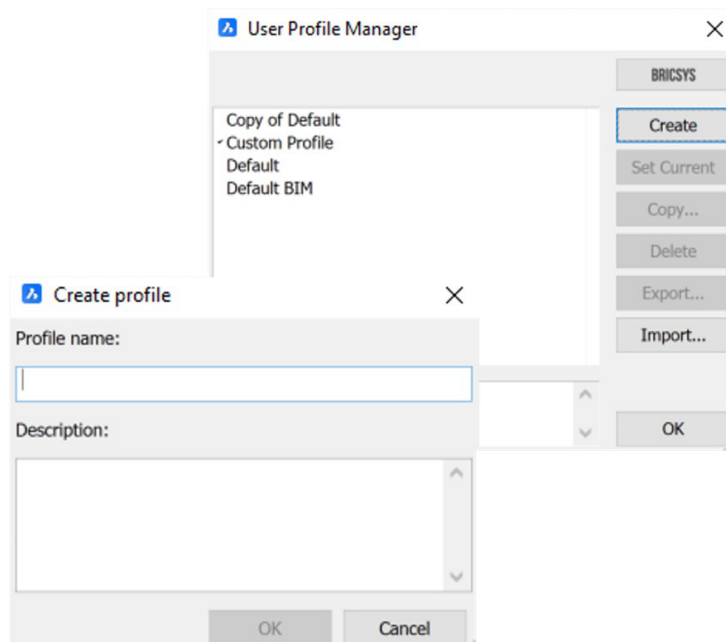 User Profile Manager
BRICSYS
Copy of Default
Custom Profile
Default
Default BIM
Create
Set Current
Copy...
Delete
Export...
Import...
OK
Create profile
Profile name:
Description:
OK
Cancel